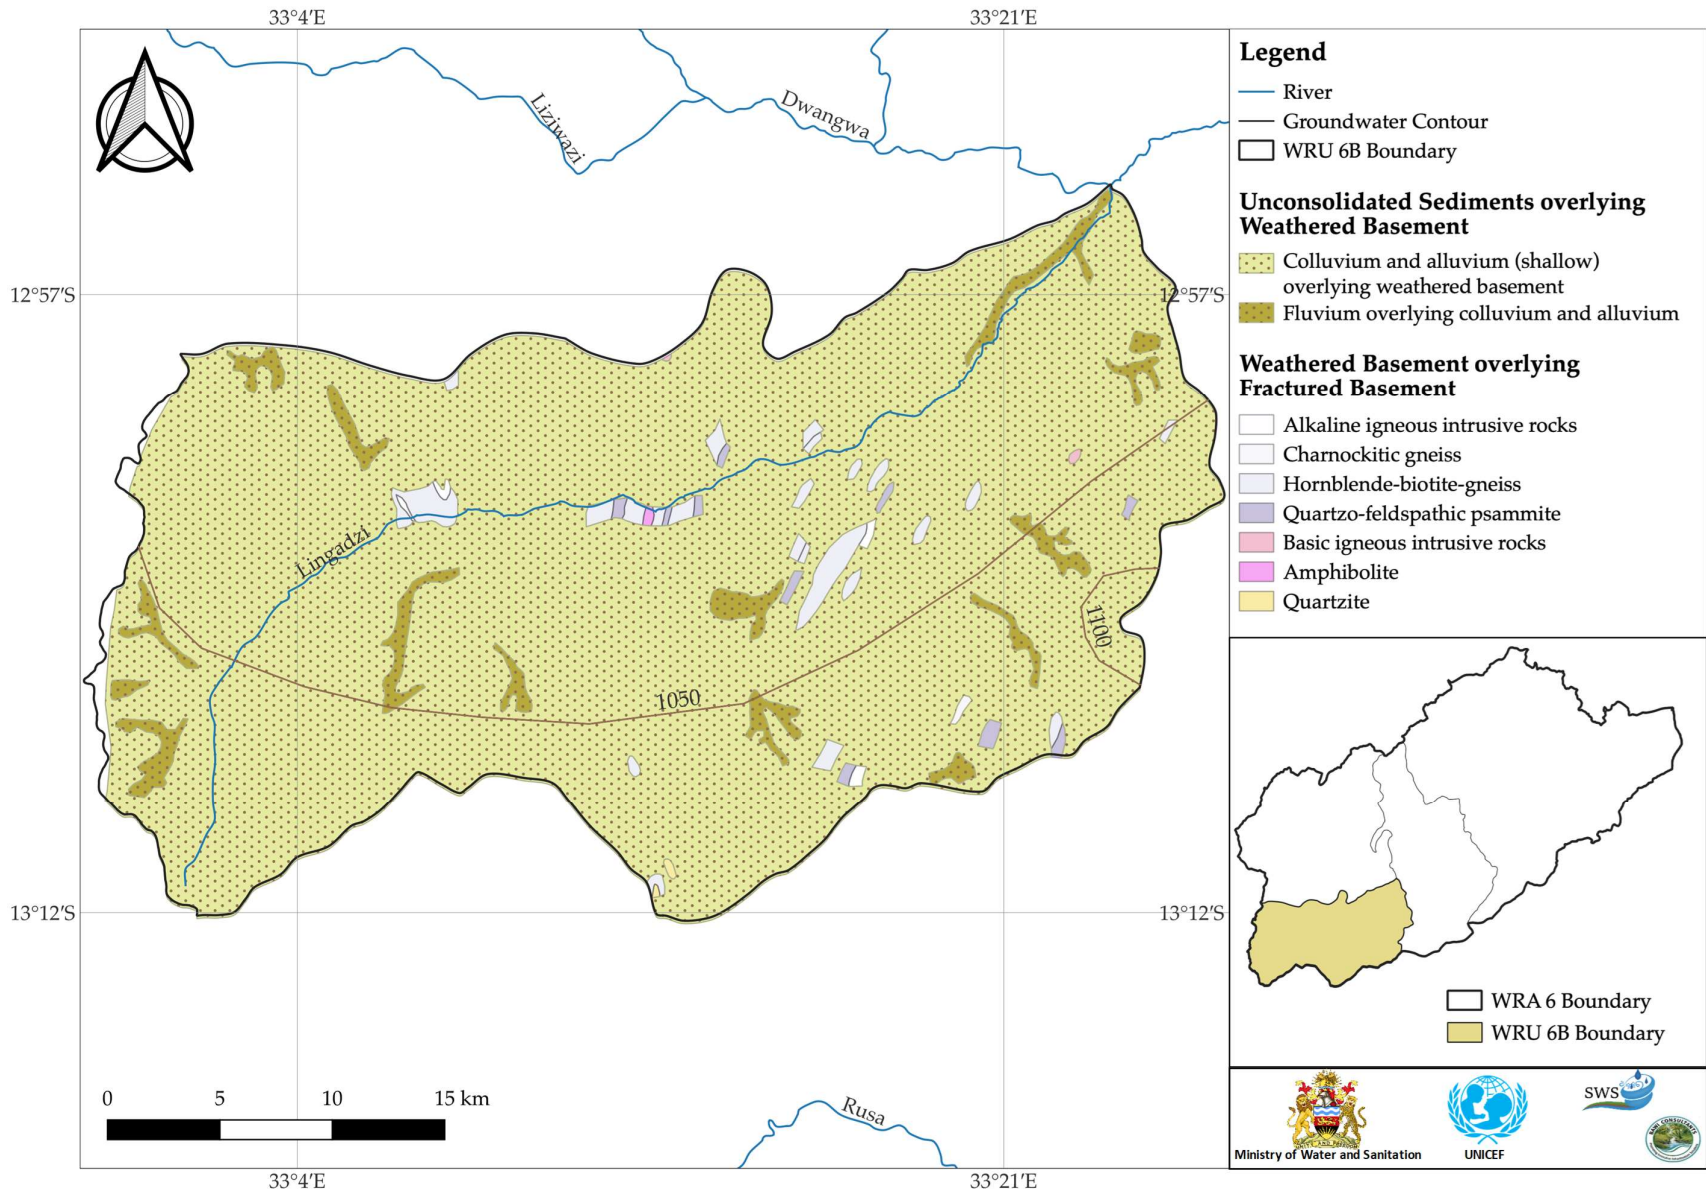 33°4′E
33°21′E
Liziwazi
Dwangwa
12°57′S
12°57′S
Lingadzi
1050
1100
13°12′S
13°12′S
0 5 10 15 km
Rusa
33°4′E
33°21′E
Legend
River
Groundwater Contour
WRU 6B Boundary
Unconsolidated Sediments overlying
Weathered Basement
Colluvium and alluvium (shallow)
overlying weathered basement
Fluvium overlying colluvium and alluvium
Weathered Basement overlying
Fractured Basement
Alkaline igneous intrusive rocks
Charnockitic gneiss
Hornblende-biotite-gneiss
Quartzo-feldspathic psammite
Basic igneous intrusive rocks
Amphibolite
Quartzite
WRA 6 Boundary
WRU 6B Boundary
Ministry of Water and Sanitation
UNICEF
SWS